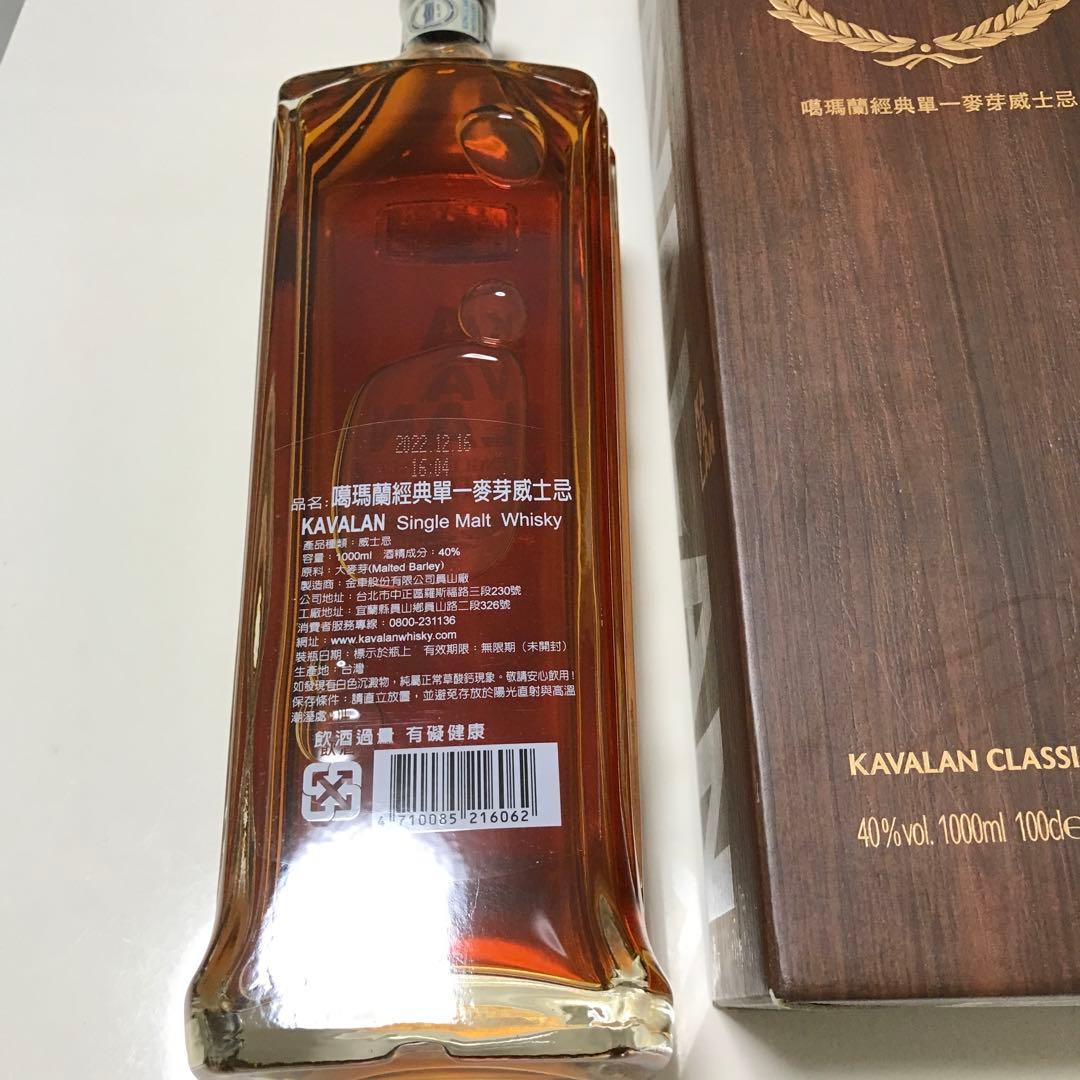 2022.12.16
16:04
品名:噶瑪蘭經典單一麥芽威士忌
KAVALAN Single Malt Whisky
產品種類：威士忌
容量：1000ml 酒精成分：40%
原料：大麥芽(Malted Barley)
製造商：金車股份有限公司員山廠
公司地址：台北市中正區羅斯福路三段230號
工廠地址：宜蘭縣員山鄉員山路二段326號
消費者服務專線：0800-231136
網址：www.kavalanwhisky.com
裝瓶日期：標示於瓶上 有效期限：無限期（未開封）
生產地：台灣
如發現有白色沉澱物，純屬正常草酸鈣現象。敬請安心飲用！
保存條件：請直立放置，並避免存放於陽光直射與高溫
潮溼處。
飲酒過量 有礙健康
4 710085 216062
噶瑪蘭經典單一麥芽威士忌
KAVALAN CLASSI
40%vol. 1000ml 100cl℮